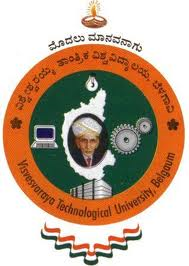 ಮೊದಲು ಮಾನವನಾಗು
ವಿಶ್ವೇಶ್ವರಯ್ಯ ತಾಂತ್ರಿಕ ವಿಶ್ವವಿದ್ಯಾಲಯ, ಬೆಳಗಾವಿ
Visvesvaraya Technological University, Belgaum